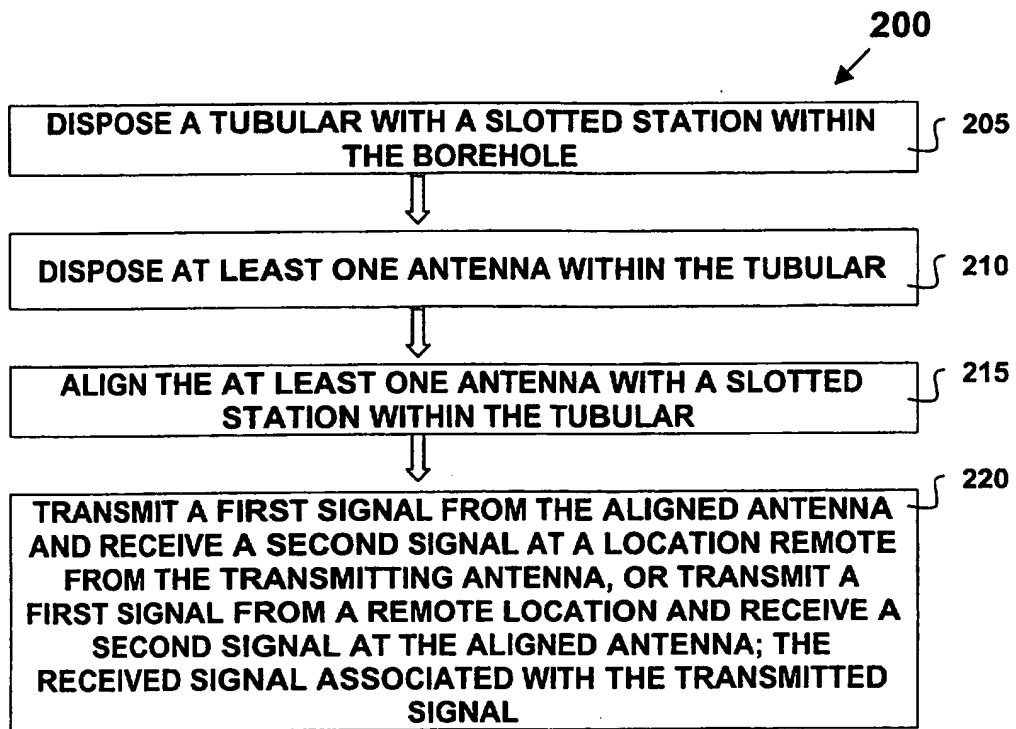 200
DISPOSE A TUBULAR WITH A SLOTTED STATION WITHIN
THE BOREHOLE
205
DISPOSE AT LEAST ONE ANTENNA WITHIN THE TUBULAR
210
ALIGN THE AT LEAST ONE ANTENNA WITH A SLOTTED
STATION WITHIN THE TUBULAR
215
TRANSMIT A FIRST SIGNAL FROM THE ALIGNED ANTENNA
AND RECEIVE A SECOND SIGNAL AT A LOCATION REMOTE
FROM THE TRANSMITTING ANTENNA, OR TRANSMIT A
FIRST SIGNAL FROM A REMOTE LOCATION AND RECEIVE A
SECOND SIGNAL AT THE ALIGNED ANTENNA; THE
RECEIVED SIGNAL ASSOCIATED WITH THE TRANSMITTED
SIGNAL
220